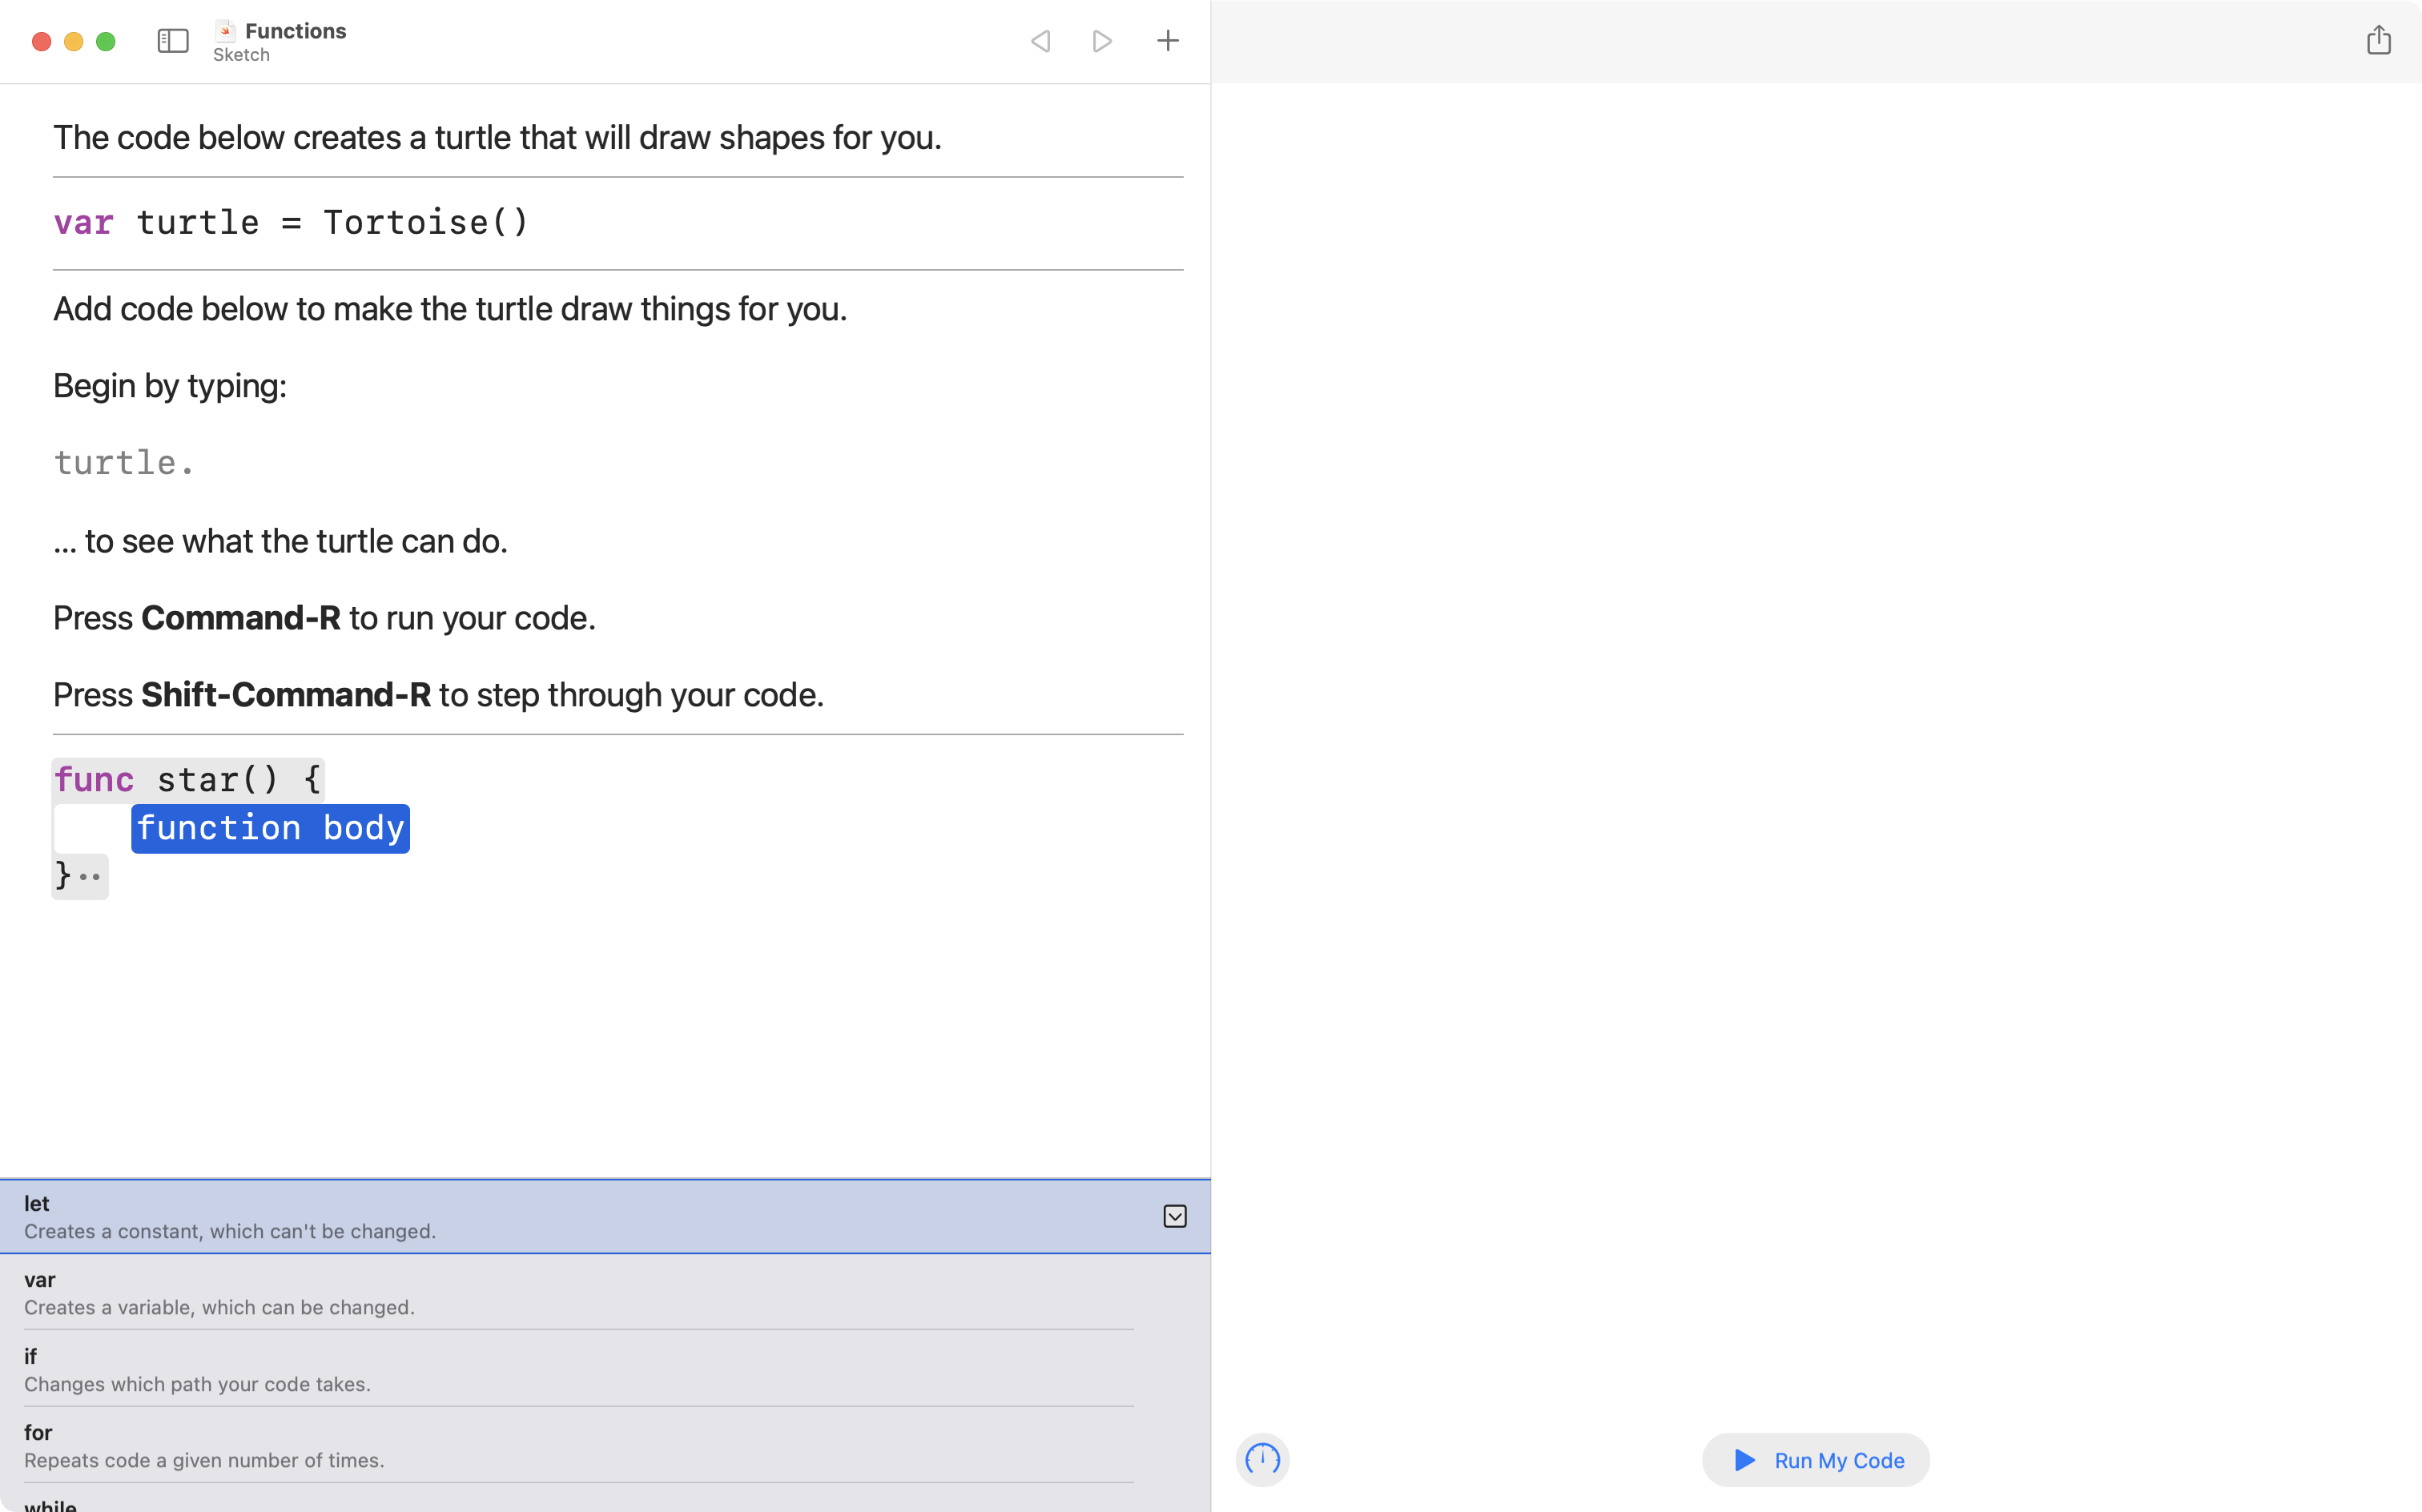 Functions
Sketch
The code below creates a turtle that will draw shapes for you.
var turtle = Tortoise()
Add code below to make the turtle draw things for you.
Begin by typing:
turtle.
... to see what the turtle can do.
Press Command-R to run your code.
Press Shift-Command-R to step through your code.
func star() {
function body
}
let
Creates a constant, which can't be changed.
var
Creates a variable, which can be changed.
if
Changes which path your code takes.
for
Repeats code a given number of times.
while
Run My Code